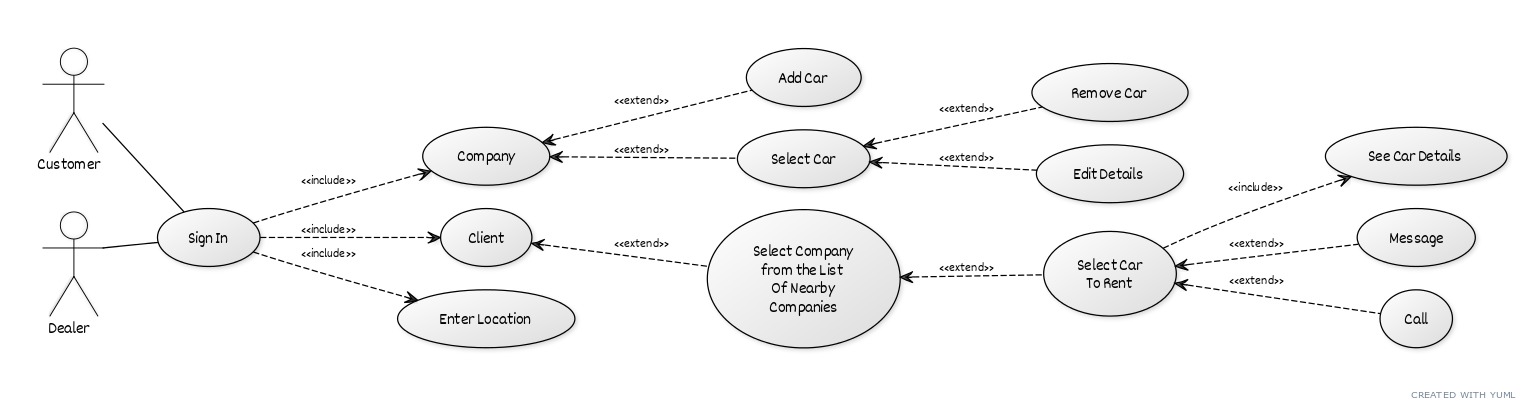 Customer
Dealer
Sign In
<<include>>
<<include>>
<<include>>
Company
Client
Enter Location
<<extend>>
<<extend>>
<<extend>>
Add Car
Select Car
Select Company
from the List
Of Nearby
Companies
<<extend>>
<<extend>>
<<extend>>
Remove Car
Edit Details
Select Car
To Rent
<<include>>
<<extend>>
<<extend>>
See Car Details
Message
Call
CREATED WITH YUML